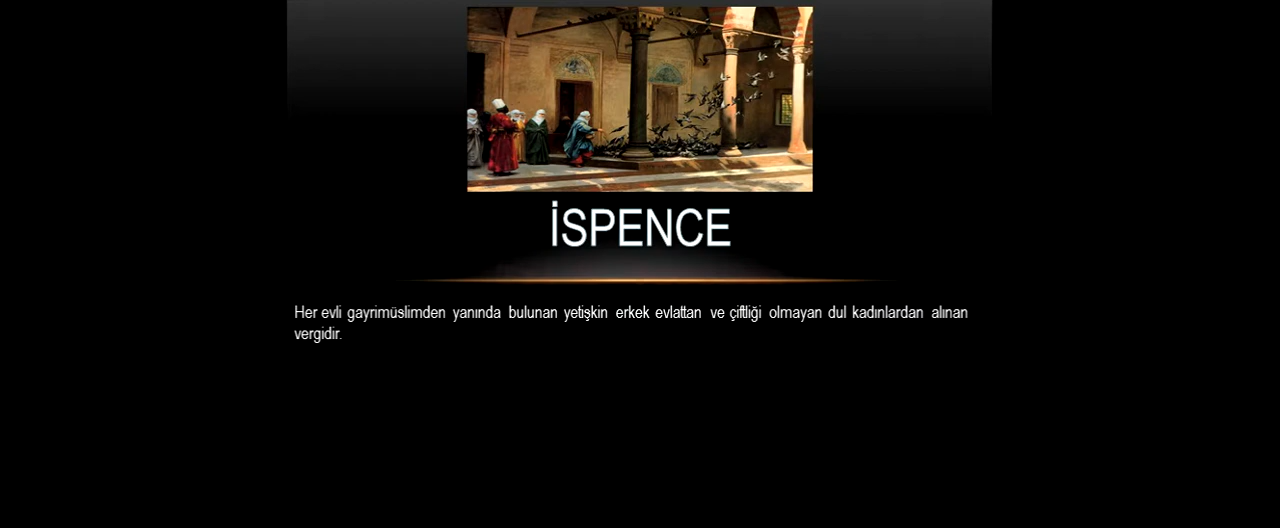 İSPENCE
Her evli gayrimüslimden yanında bulunan yetişkin erkek evlattan ve çiftliği olmayan dul kadınlardan alınan
vergidir.